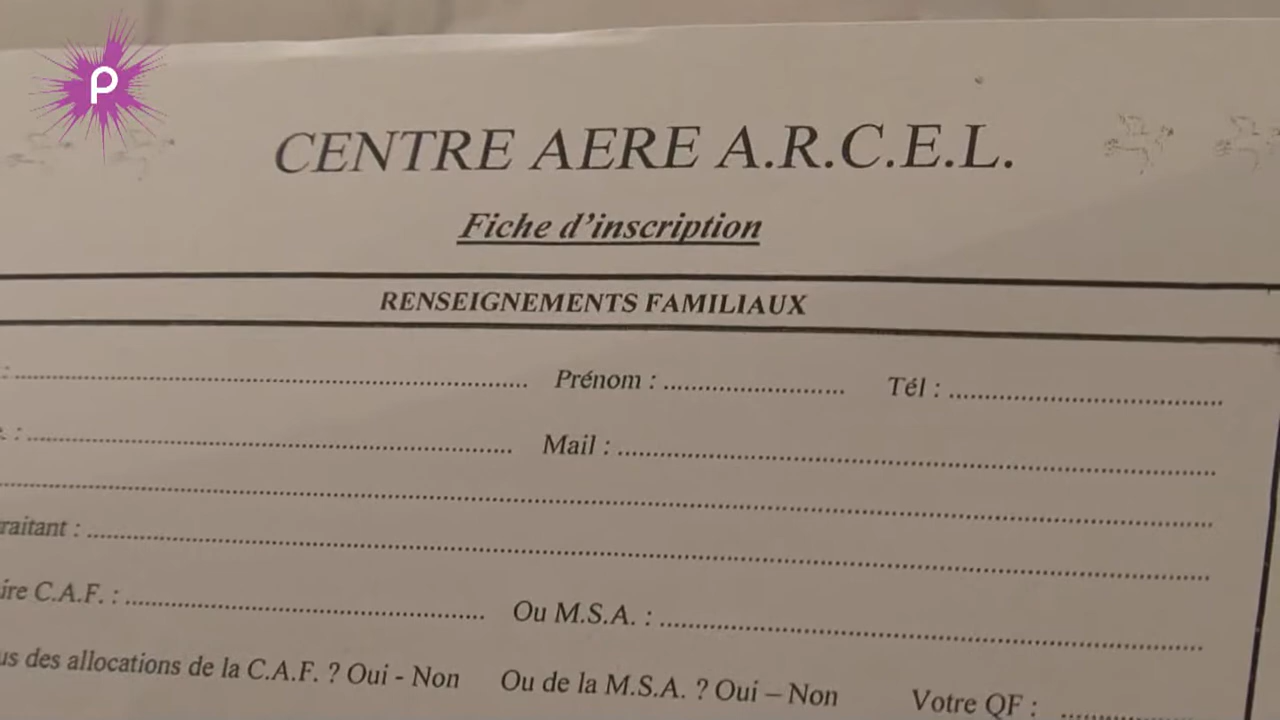 P
CENTRE AERE A.R.C.E.L.
Fiche d'inscription
RENSEIGNEMENTS FAMILIAUX
: ........................ Prénom : ............ Tél : ..................
: ........................ Mail : ........................................
..........................................................................
raitant : ................................................................
ire C.A.F. : .................... Ou M.S.A. : ............................
us des allocations de la C.A.F. ? Oui - Non Ou de la M.S.A. ? Oui – Non Votre QF : ..........